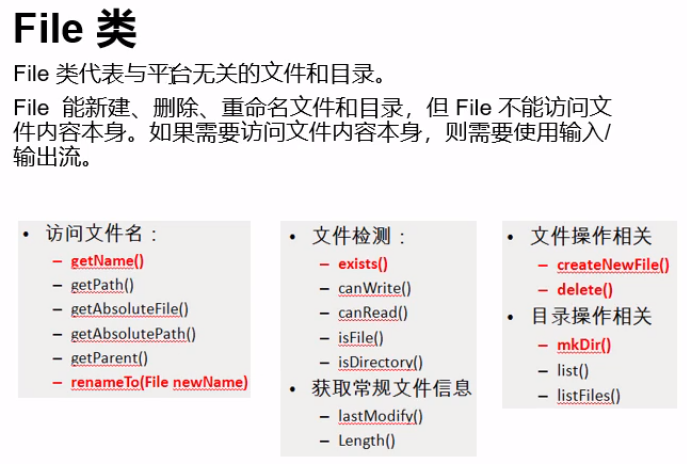 File 类
File 类代表与平台无关的文件和目录。
File 能新建、删除、重命名文件和目录，但 File 不能访问文
件内容本身。如果需要访问文件内容本身，则需要使用输入/
输出流。
• 访问文件名：
– getName()
– getPath()
– getAbsoluteFile()
– getAbsolutePath()
– getParent()
– renameTo(File newName)
• 文件检测：
– exists()
– canWrite()
– canRead()
– isFile()
– isDirectory()
• 获取常规文件信息
– lastModify()
– Length()
• 文件操作相关
– createNewFile()
– delete()
• 目录操作相关
– mkDir()
– list()
– listFiles()